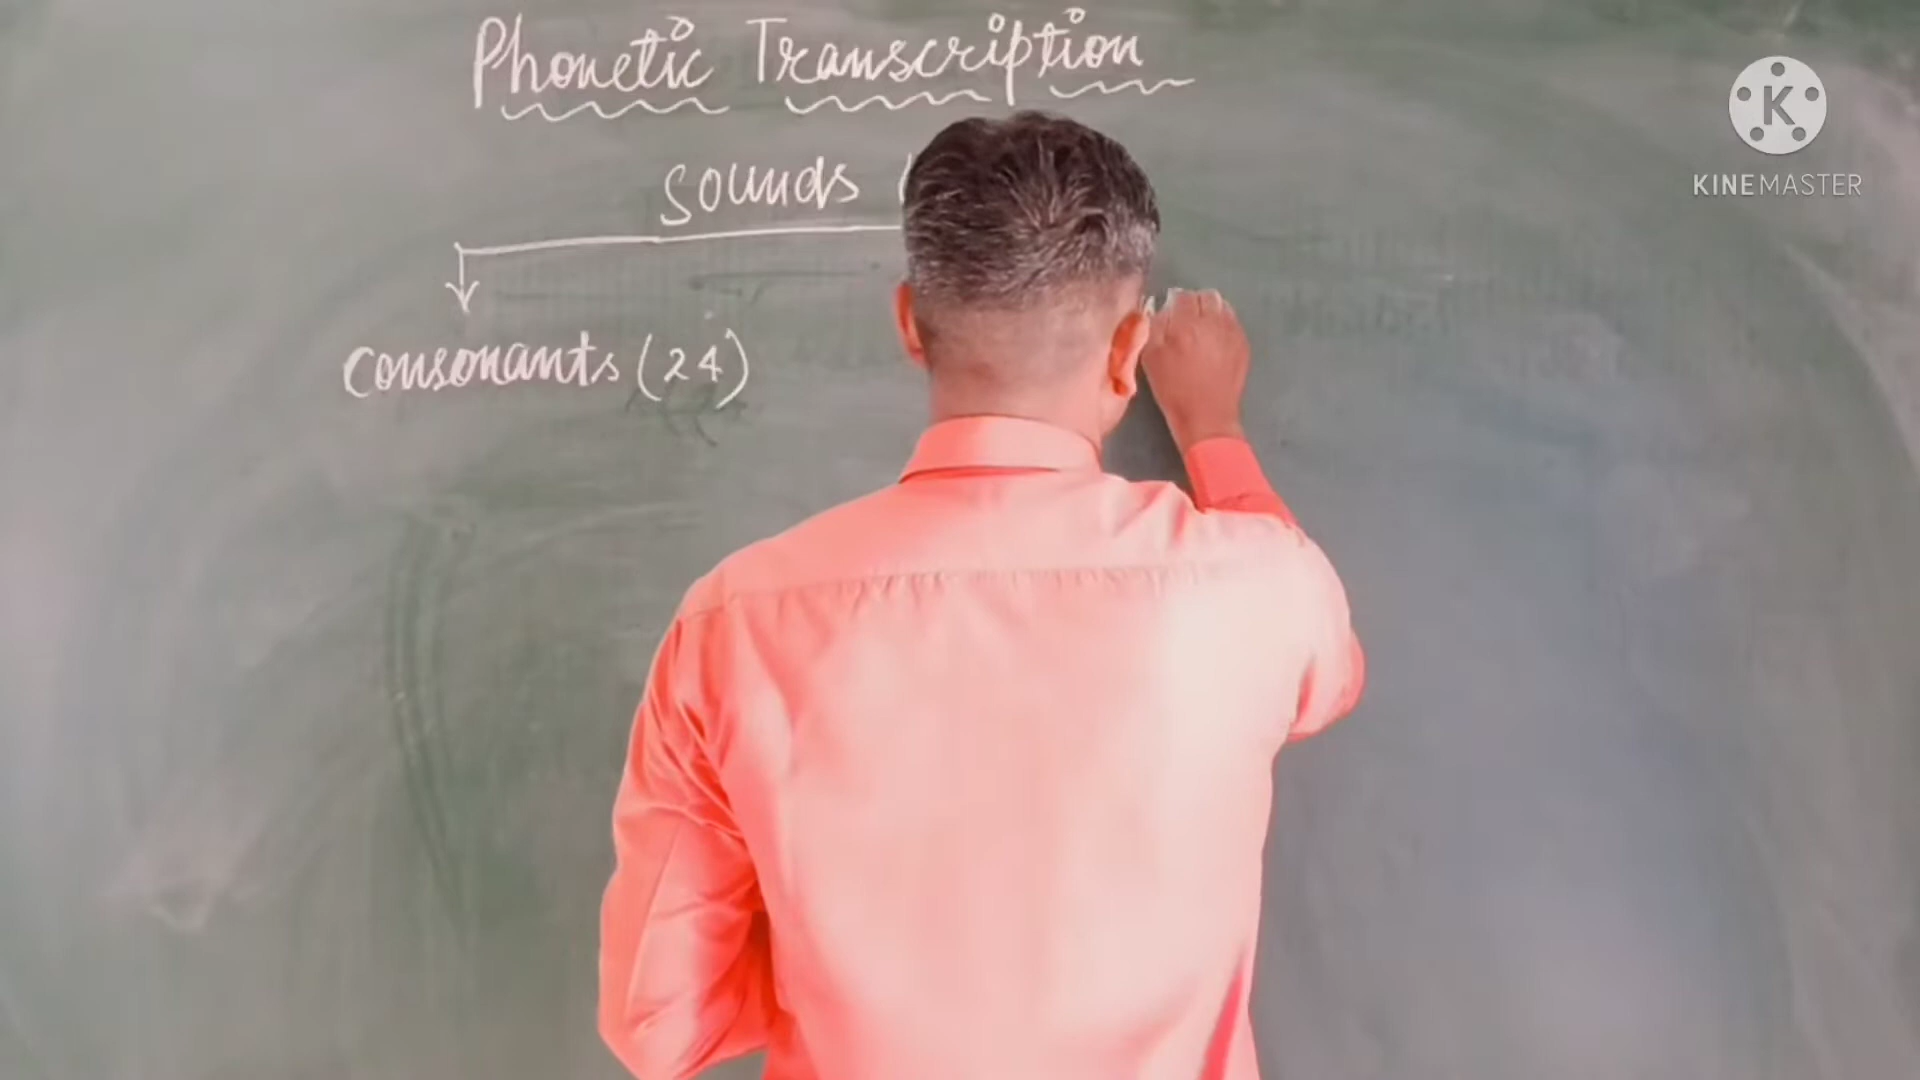 Phonetic Transcription
K
KINEMASTER
sounds (
consonants (24)